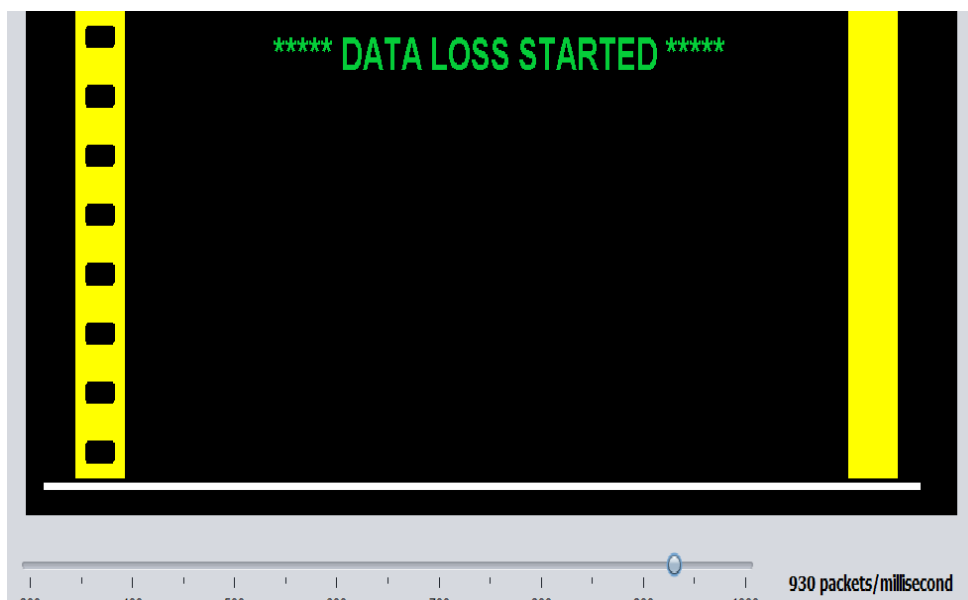 ***** DATA LOSS STARTED *****
930 packets/millisecond